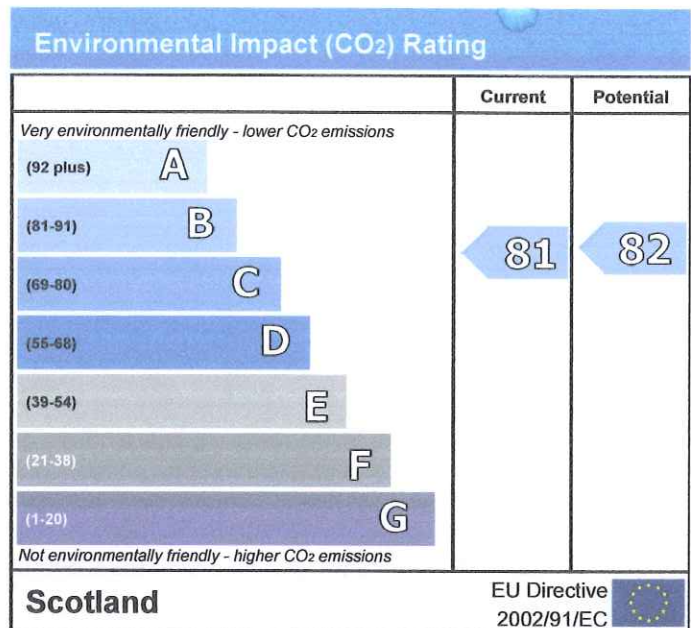 Environmental Impact (CO2) Rating
Current Potential
Very environmentally friendly - lower CO2 emissions
(92 plus) A
(81-91) B
81 82
(69-80) C
(55-68) D
(39-54) E
(21-38) F
(1-20) G
Not environmentally friendly - higher CO2 emissions
Scotland
EU Directive
2002/91/EC